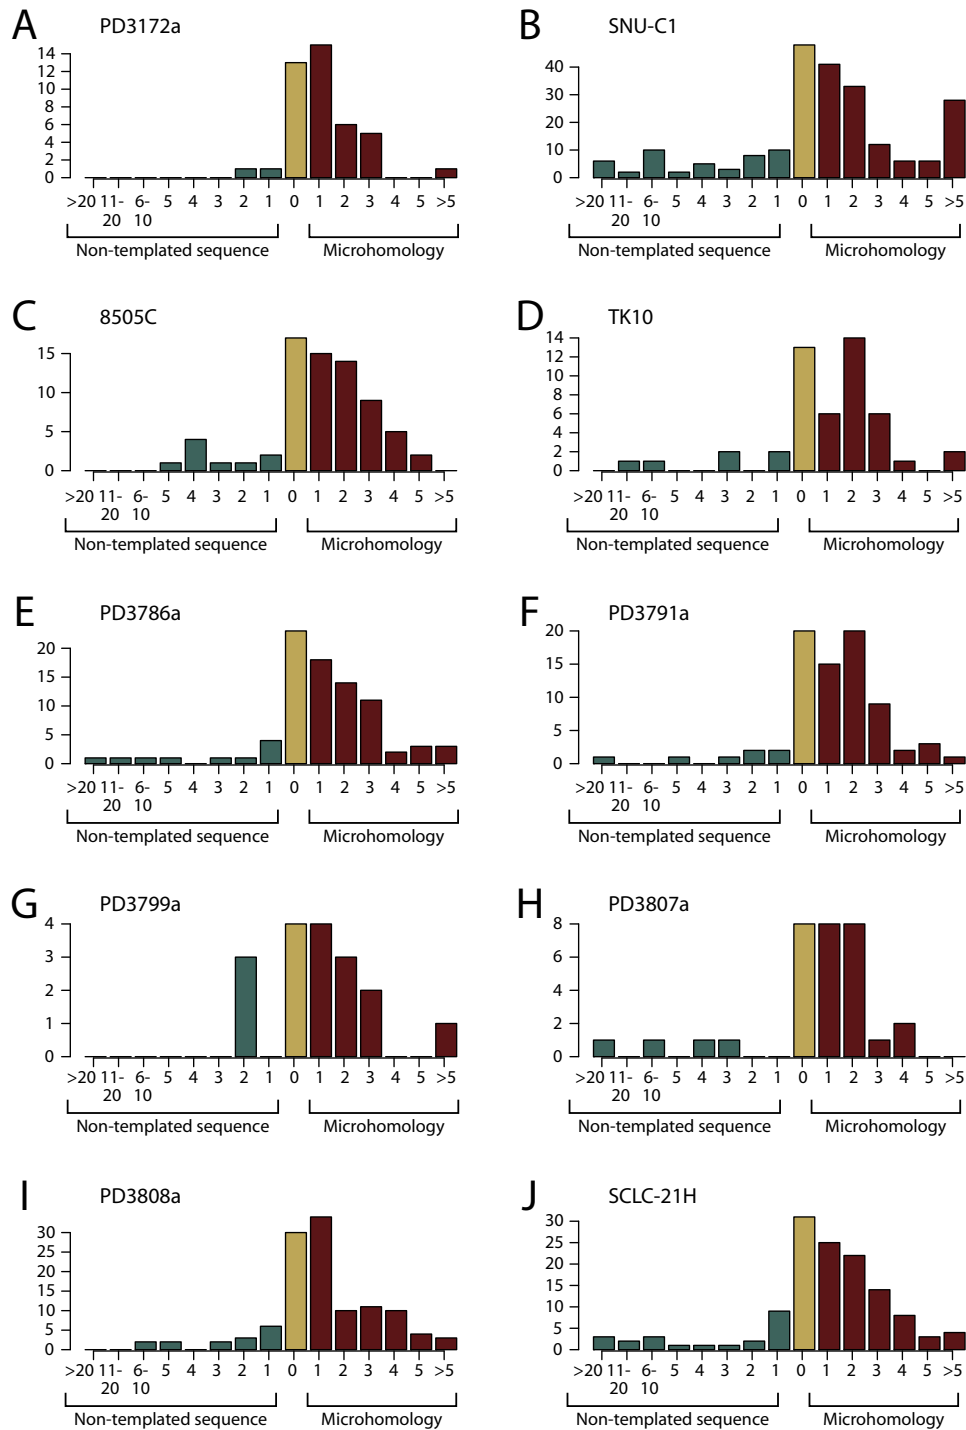 A PD3172a
14
12
10
8
6
4
2
0
>20 11-20 6-10 5 4 3 2 1 0 1 2 3 4 5 >5
Non-templated sequence Microhomology
B SNU-C1
40
30
20
10
0
>20 11-20 6-10 5 4 3 2 1 0 1 2 3 4 5 >5
Non-templated sequence Microhomology
C 8505C
15
10
5
0
>20 11-20 6-10 5 4 3 2 1 0 1 2 3 4 5 >5
Non-templated sequence Microhomology
D TK10
14
12
10
8
6
4
2
0
>20 11-20 6-10 5 4 3 2 1 0 1 2 3 4 5 >5
Non-templated sequence Microhomology
E PD3786a
20
15
10
5
0
>20 11-20 6-10 5 4 3 2 1 0 1 2 3 4 5 >5
Non-templated sequence Microhomology
F PD3791a
20
15
10
5
0
>20 11-20 6-10 5 4 3 2 1 0 1 2 3 4 5 >5
Non-templated sequence Microhomology
G PD3799a
4
3
2
1
0
>20 11-20 6-10 5 4 3 2 1 0 1 2 3 4 5 >5
Non-templated sequence Microhomology
H PD3807a
8
6
4
2
0
>20 11-20 6-10 5 4 3 2 1 0 1 2 3 4 5 >5
Non-templated sequence Microhomology
I PD3808a
30
25
20
15
10
5
0
>20 11-20 6-10 5 4 3 2 1 0 1 2 3 4 5 >5
Non-templated sequence Microhomology
J SCLC-21H
30
25
20
15
10
5
0
>20 11-20 6-10 5 4 3 2 1 0 1 2 3 4 5 >5
Non-templated sequence Microhomology